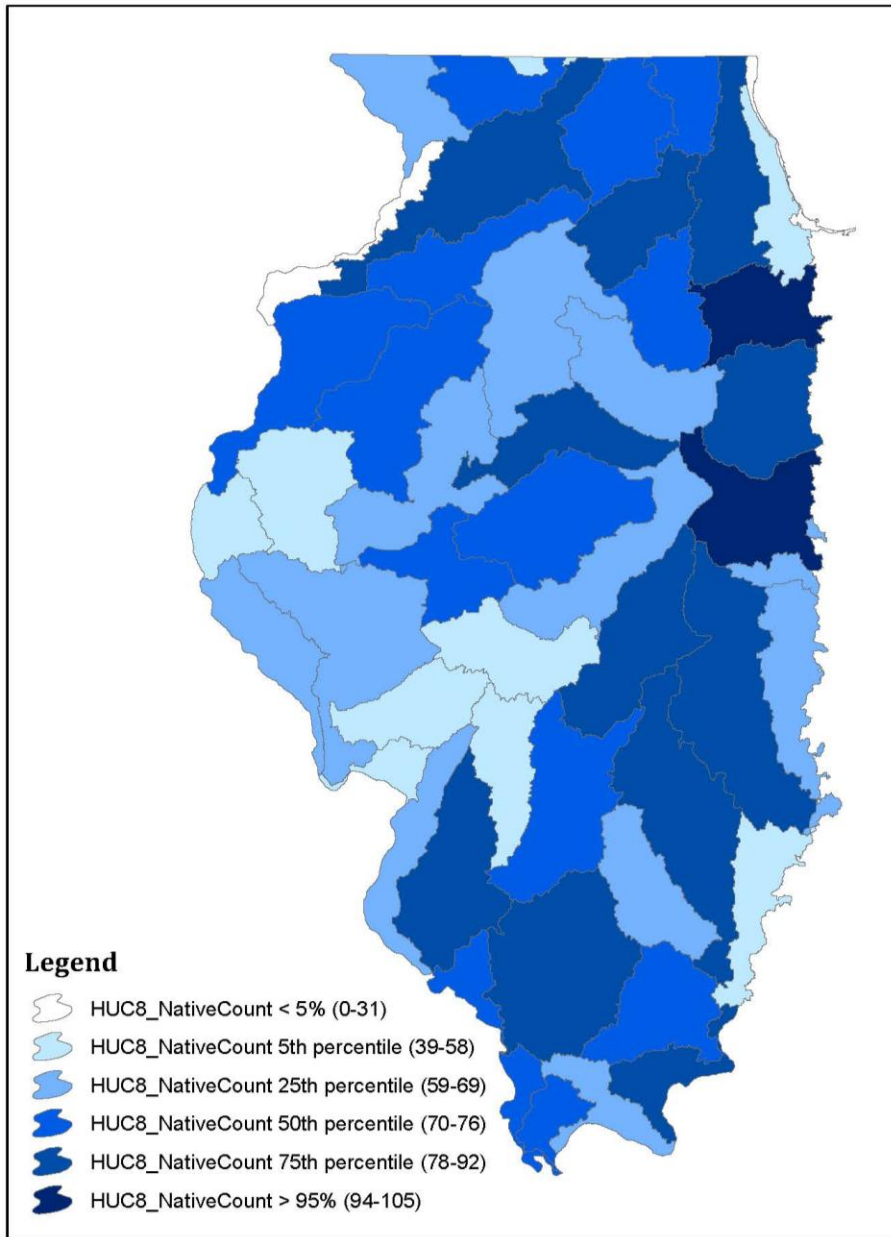 Legend
HUC8_NativeCount < 5% (0-31)
HUC8_NativeCount 5th percentile (39-58)
HUC8_NativeCount 25th percentile (59-69)
HUC8_NativeCount 50th percentile (70-76)
HUC8_NativeCount 75th percentile (78-92)
HUC8_NativeCount > 95% (94-105)